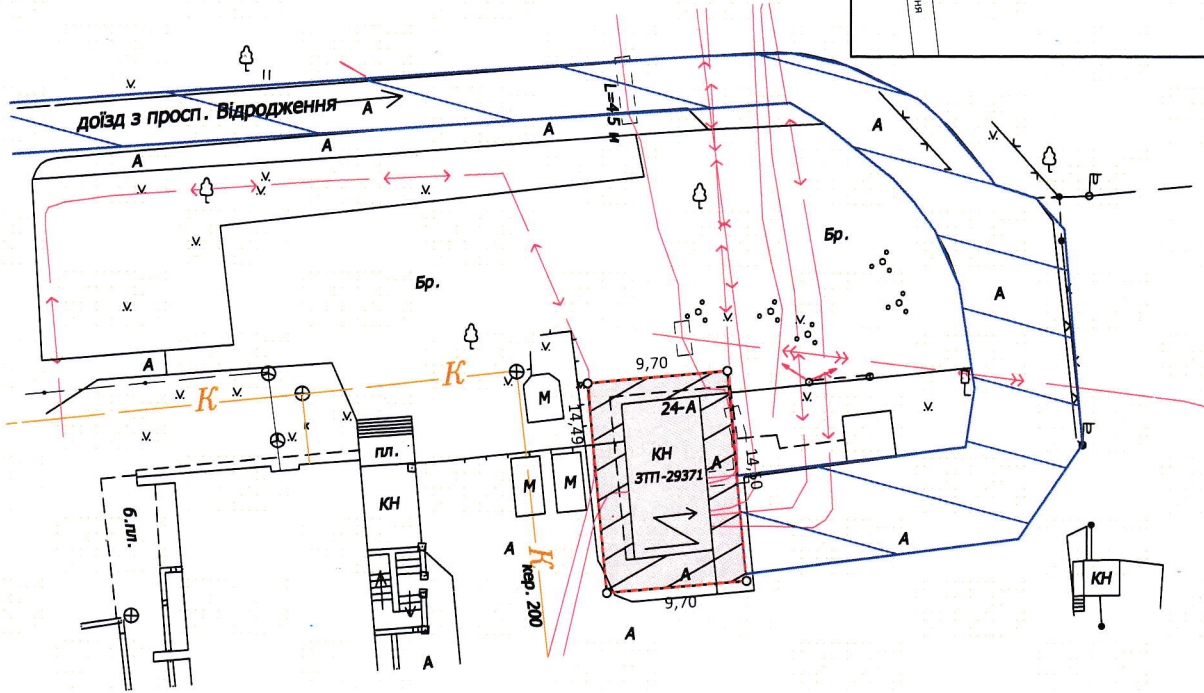 ння
доїзд з просп. Відродження
А
L=4,5 м
А
А
А
А
А
Бр.
Бр.
А
А
К
К
9,70
М
14,49
24-А
КН
ЗТП-29371
А
14,50
пл.
М
М
КН
б.пл.
К
А
кер. 200
А
9,70
А
А
КН
А